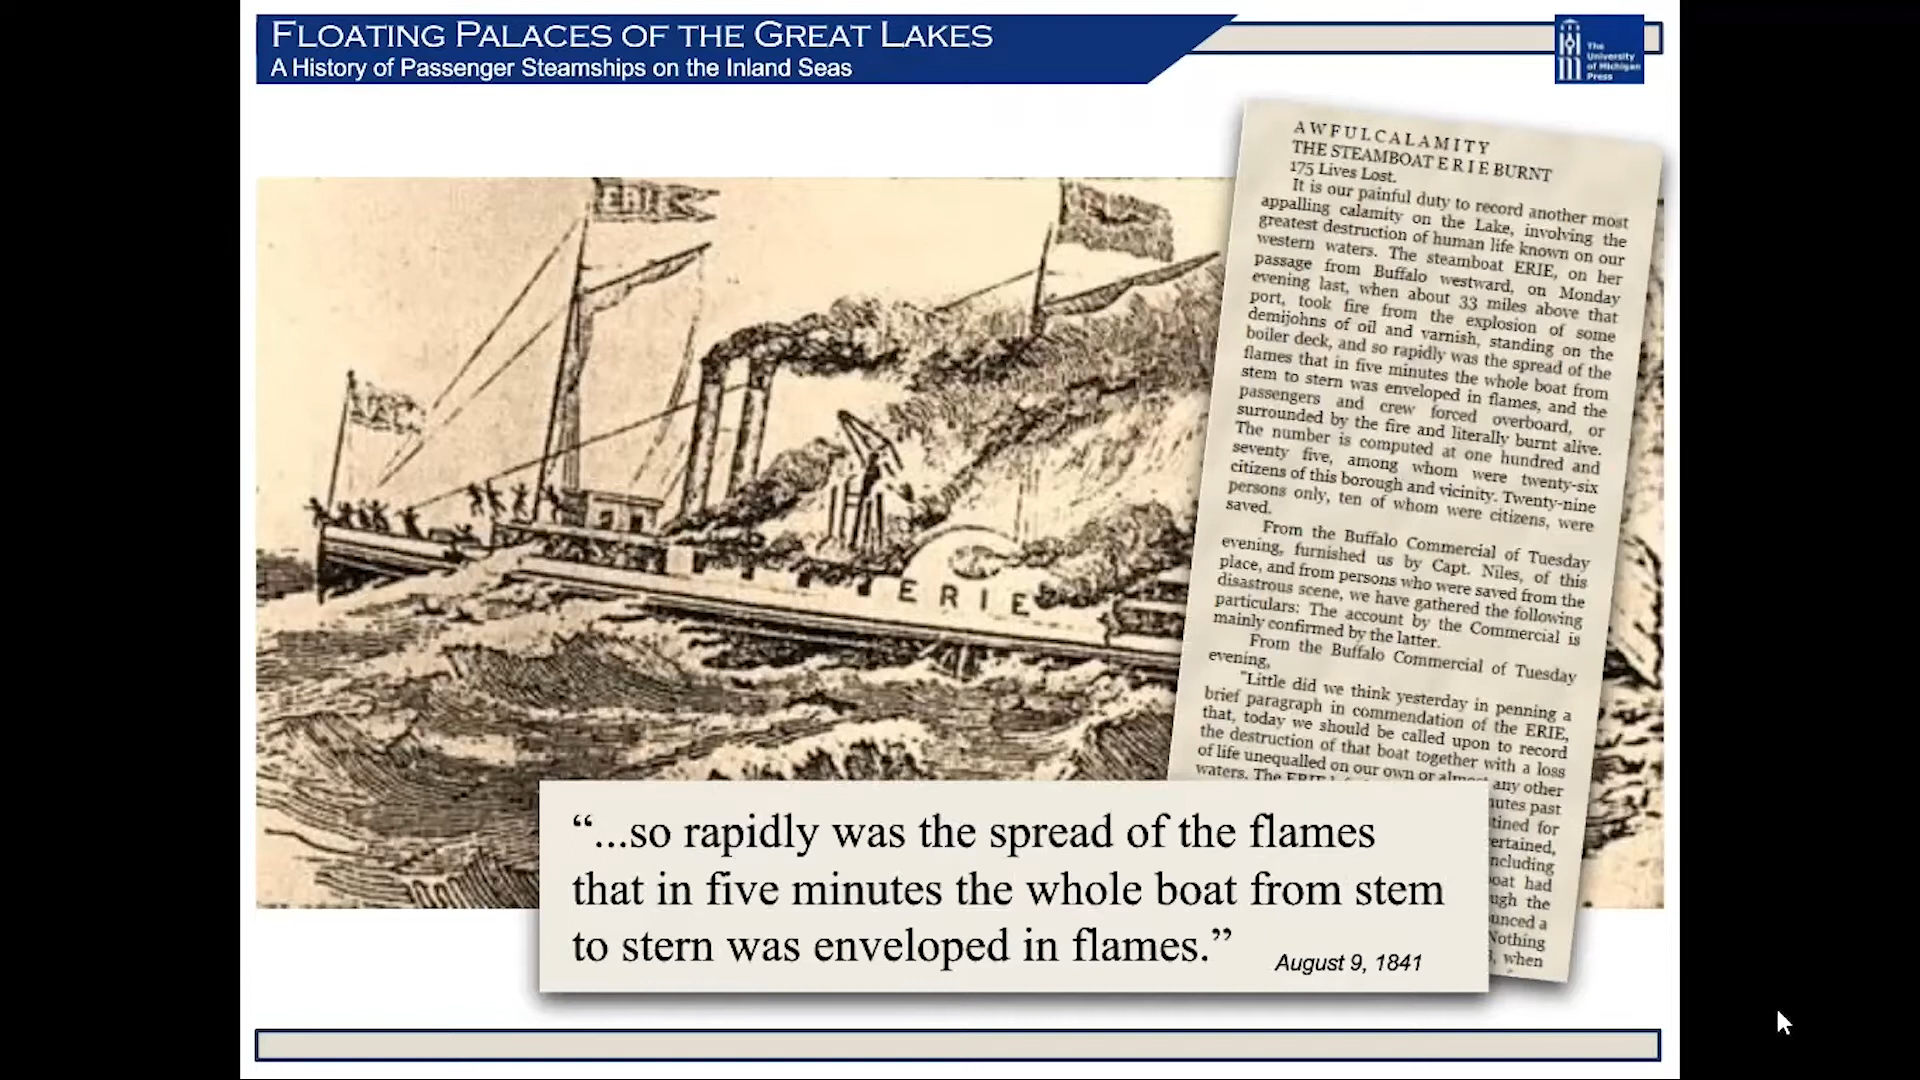 FLOATING PALACES OF THE GREAT LAKES
A History of Passenger Steamships on the Inland Seas
The
University
of Michigan
Press
ERIE
A W F U L C A L A M I T Y
THE STEAMBOAT E R I E BURNT
175 Lives Lost.
It is our painful duty to record another most
appalling calamity on the Lake, involving the
greatest destruction of human life known on our
western waters. The steamboat ERIE, on her
passage from Buffalo westward, on Monday
evening last, when about 33 miles above that
port, took fire from the explosion of some
demijohns of oil and varnish, standing on the
boiler deck, and so rapidly was the spread of the
flames that in five minutes the whole boat from
stem to stern was enveloped in flames, and the
passengers and crew forced overboard, or
surrounded by the fire and literally burnt alive.
The number is computed at one hundred and
seventy five, among whom were twenty-six
citizens of this borough and vicinity. Twenty-nine
persons only, ten of whom were citizens, were
saved.
From the Buffalo Commercial of Tuesday
evening, furnished us by Capt. Niles, of this
place, and from persons who were saved from the
disastrous scene, we have gathered the following
particulars: The account by the Commercial is
mainly confirmed by the latter.
From the Buffalo Commercial of Tuesday
evening,
"Little did we think yesterday in penning a
brief paragraph in commendation of the ERIE,
that, today we should be called upon to record
the destruction of that boat together with a loss
of life unequalled on our own or almost any other
waters. The ERIE
past
the
had
the
a
Nothing
when
E R I E
“...so rapidly was the spread of the flames
that in five minutes the whole boat from stem
to stern was enveloped in flames.”
August 9, 1841